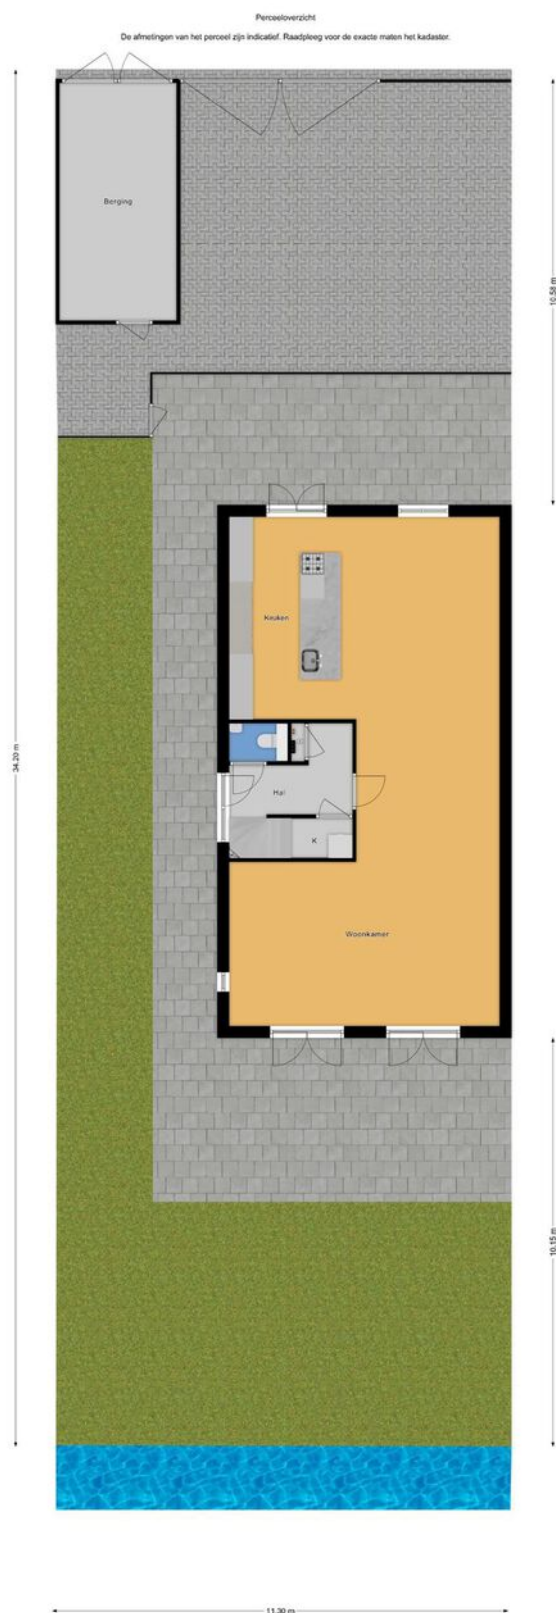 Perceeloverzicht
De afmetingen van het perceel zijn indicatief. Raadpleeg voor de exacte maten het kadaster.
Berging
10.58 m
Keuken
34.20 m
Hal
K
Woonkamer
10.15 m
11.30 m